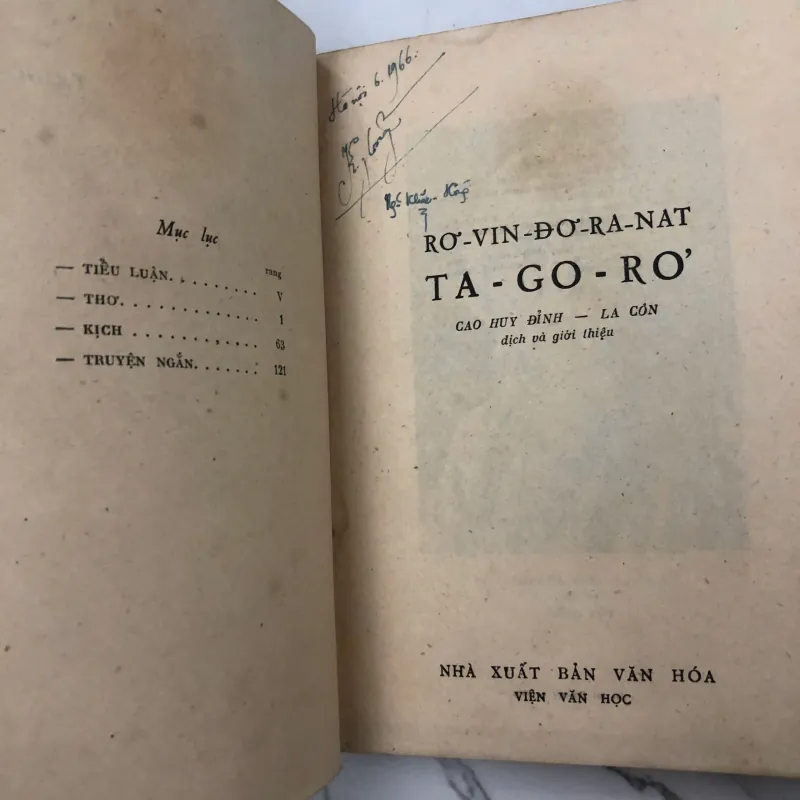 Mục lục
rang
— TIỂU LUẬN. . . . . . . . V
— THƠ. . . . . . . . . . . . . 1
— KỊCH . . . . . . . . . . . . 63
— TRUYỆN NGẮN. . . . . . 121
Hà nội 6.1966.
RƠ-VIN-ĐƠ-RA-NAT
TA-GO-RƠ
CAO HUY ĐỈNH — LA CÔN
dịch và giới thiệu
NHÀ XUẤT BẢN VĂN HÓA
VIỆN VĂN HỌC